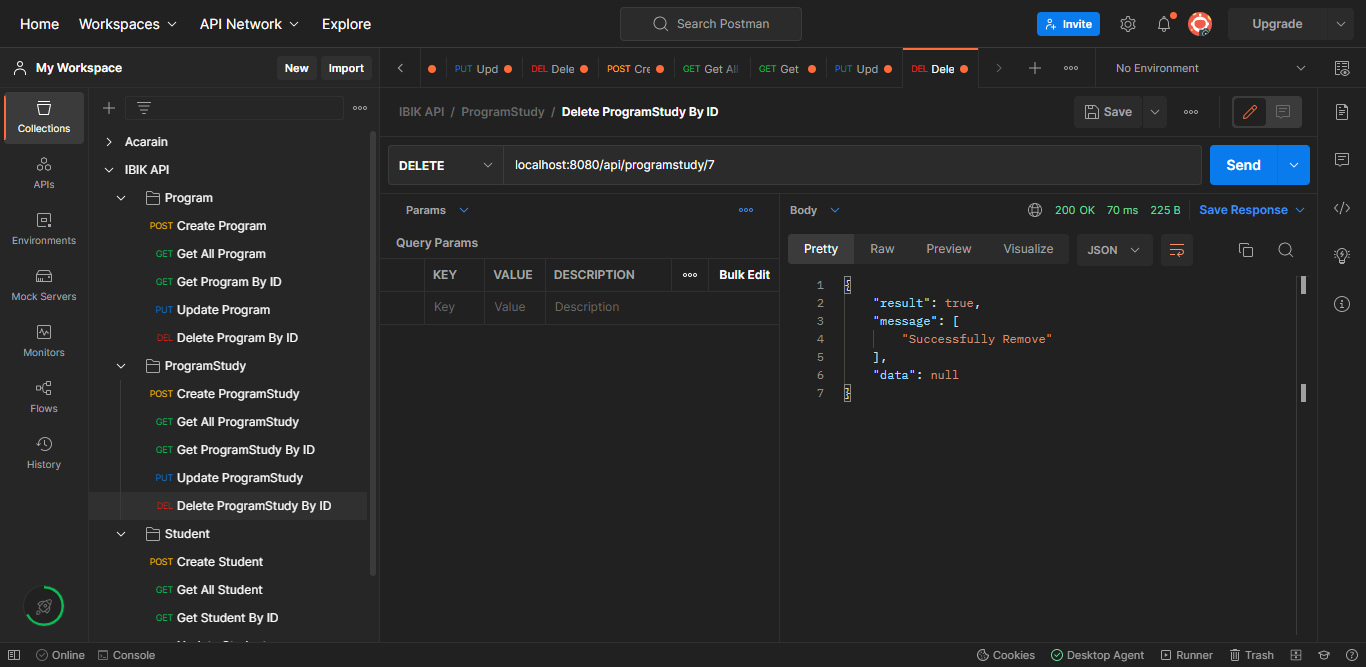 Home Workspaces API Network Explore Search Postman Invite Upgrade
My Workspace New Import
PUT Upd DEL Dele POST Cre GET Get All GET Get PUT Upd DEL Dele No Environment
Collections
APIs
Environments
Mock Servers
Monitors
Flows
History
Acarain
IBIK API
Program
POST Create Program
GET Get All Program
GET Get Program By ID
PUT Update Program
DEL Delete Program By ID
ProgramStudy
POST Create ProgramStudy
GET Get All ProgramStudy
GET Get ProgramStudy By ID
PUT Update ProgramStudy
DEL Delete ProgramStudy By ID
Student
POST Create Student
GET Get All Student
GET Get Student By ID
IBIK API / ProgramStudy / Delete ProgramStudy By ID Save
DELETE localhost:8080/api/programstudy/7 Send
Params
Query Params
KEY VALUE DESCRIPTION Bulk Edit
Key Value Description
Body 200 OK 70 ms 225 B Save Response
Pretty Raw Preview Visualize JSON
1 {
2 "result": true,
3 "message": [
4 "Successfully Remove"
5 ],
6 "data": null
7 }
Online Console Cookies Desktop Agent Runner Trash